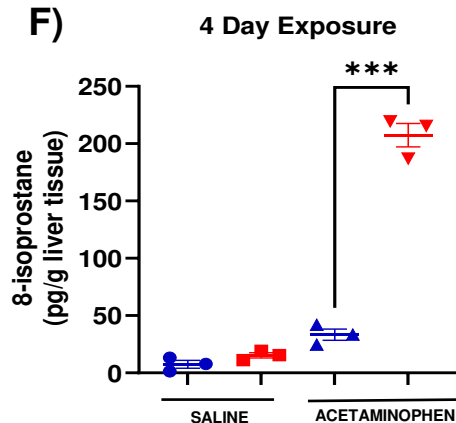 F)
4 Day Exposure
***
8-isoprostane
(pg/g liver tissue)
250
200
150
100
50
0
SALINE
ACETAMINOPHEN